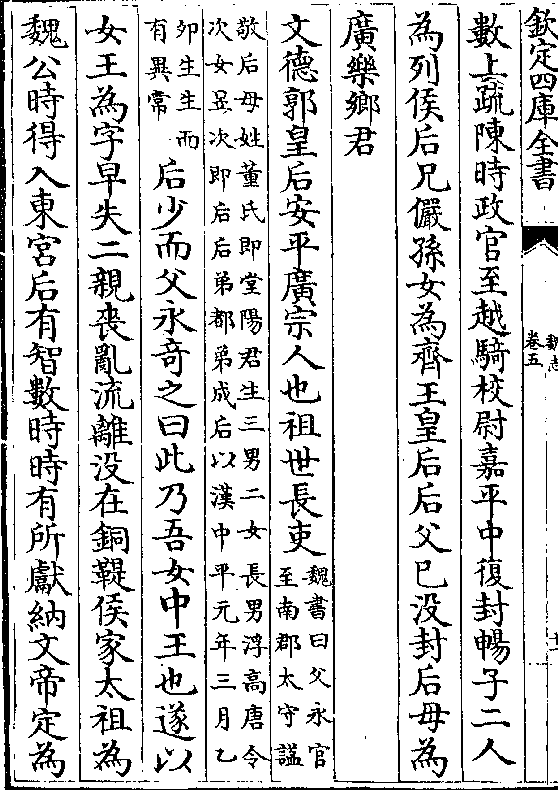 欽定四庫全書
魏志
卷五
數上疏陳時政官至越騎校尉嘉平中復封暢子二人
為列侯后兄儼孫女為齊王皇后后父已没封后母為
廣樂鄉君
文德郭皇后安平廣宗人也祖世長吏
魏書曰父永官
至南郡太守諡
敬后母姓董氏即堂陽君生三男二女長男浮高唐令
次女昱次即后后弟都弟成后以漢中平元年三月乙
夘生生而
有異常
后少而父永竒之曰此乃吾女中王也遂以
女王為字早失二親喪亂流離没在銅鞮侯家太祖為
魏公時得入東宮后有智數時時有所獻納文帝定為